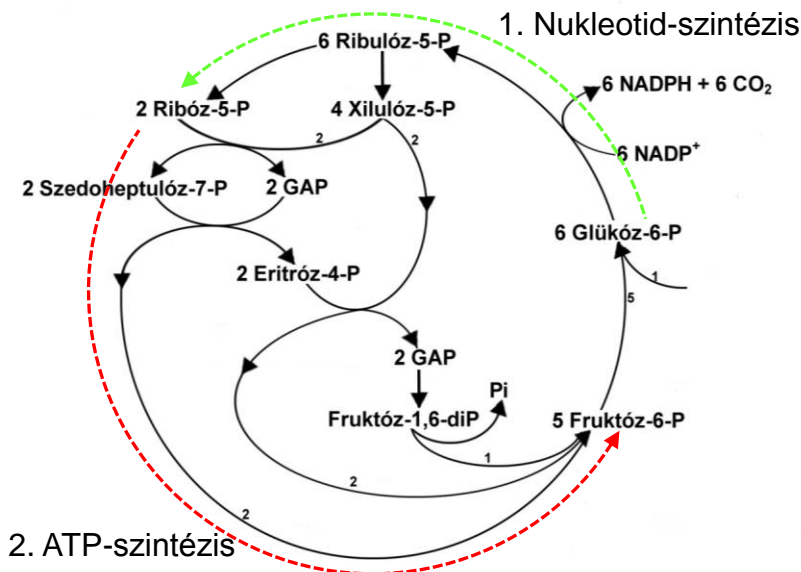 1. Nukleotid-szintézis
6 Ribulóz-5-P
6 NADPH + 6 CO₂
2 Ribóz-5-P
4 Xilulóz-5-P
2
2
6 NADP⁺
2 Szedoheptulóz-7-P
2 GAP
6 Glükóz-6-P
2 Eritróz-4-P
1
5
2 GAP
Pi
Fruktóz-1,6-diP
5 Fruktóz-6-P
1
2
2
2. ATP-szintézis